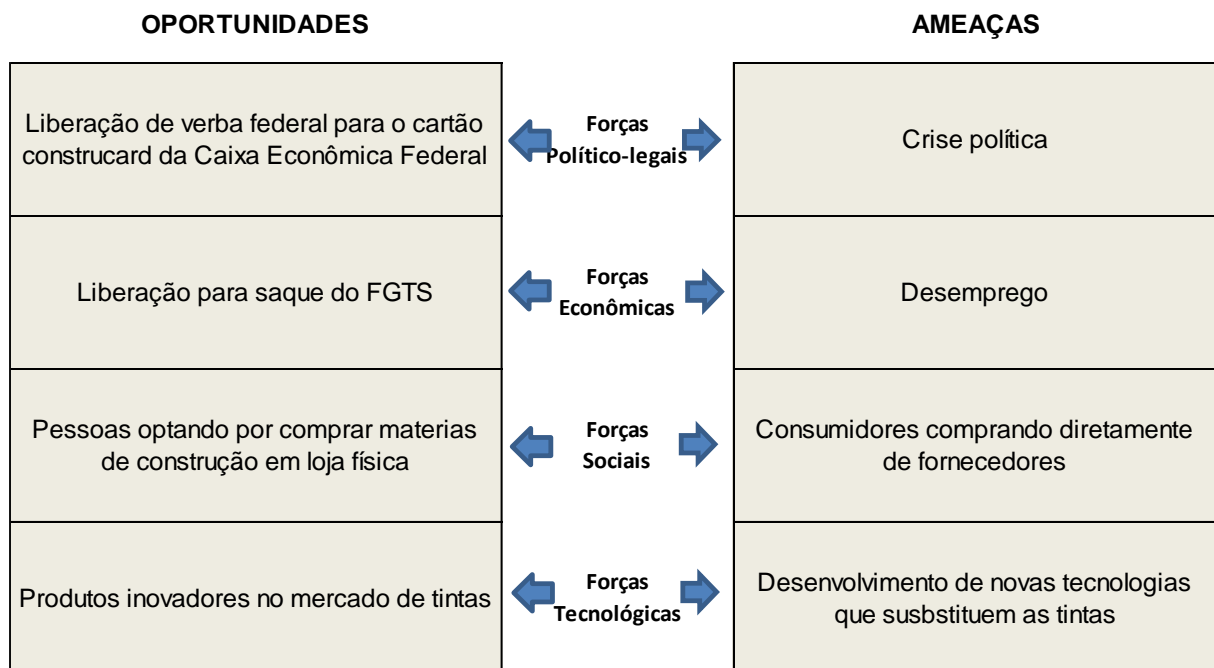 OPORTUNIDADES
AMEAÇAS
Liberação de verba federal para o cartão
construcard da Caixa Econômica Federal
Forças
Político-legais
Crise política
Liberação para saque do FGTS
Forças
Econômicas
Desemprego
Pessoas optando por comprar materias
de construção em loja física
Forças
Sociais
Consumidores comprando diretamente
de fornecedores
Produtos inovadores no mercado de tintas
Forças
Tecnológicas
Desenvolvimento de novas tecnologias
que susbstituem as tintas